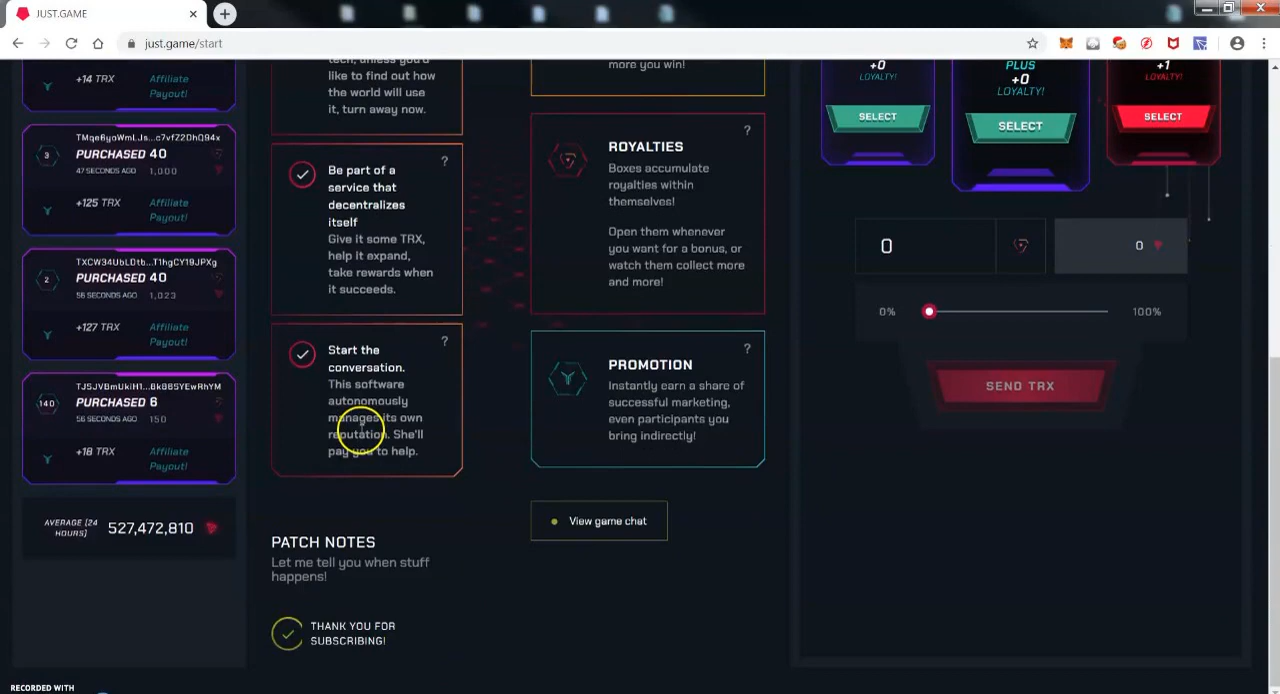 JUST.GAME
just.game/start
+14 TRX
Affiliate
Payout!
3
PURCHASED 40
47 SECONDS AGO
1,000
+125 TRX
Affiliate
Payout!
2
PURCHASED 40
56 SECONDS AGO
1,023
+127 TRX
Affiliate
Payout!
140
PURCHASED 6
56 SECONDS AGO
150
+18 TRX
Affiliate
Payout!
AVERAGE (24
HOURS)
527,472,810
tech, unless you'd
like to find out how
the world will use
it, turn away now.
?
Be part of a
service that
decentralizes
itself
Give it some TRX,
help it expand,
take rewards when
it succeeds.
?
Start the
conversation.
This software
autonomously
manages its own
reputation. She'll
pay you to help.
PATCH NOTES
Let me tell you when stuff
happens!
THANK YOU FOR
SUBSCRIBING!
more you win!
?
ROYALTIES
Boxes accumulate
royalties within
themselves!
Open them whenever
you want for a bonus, or
watch them collect more
and more!
?
PROMOTION
Instantly earn a share of
successful marketing,
even participants you
bring indirectly!
View game chat
+0
LOYALTY!
SELECT
PLUS
+0
LOYALTY!
SELECT
+1
LOYALTY!
SELECT
0
0
0%
100%
SEND TRX
RECORDED WITH